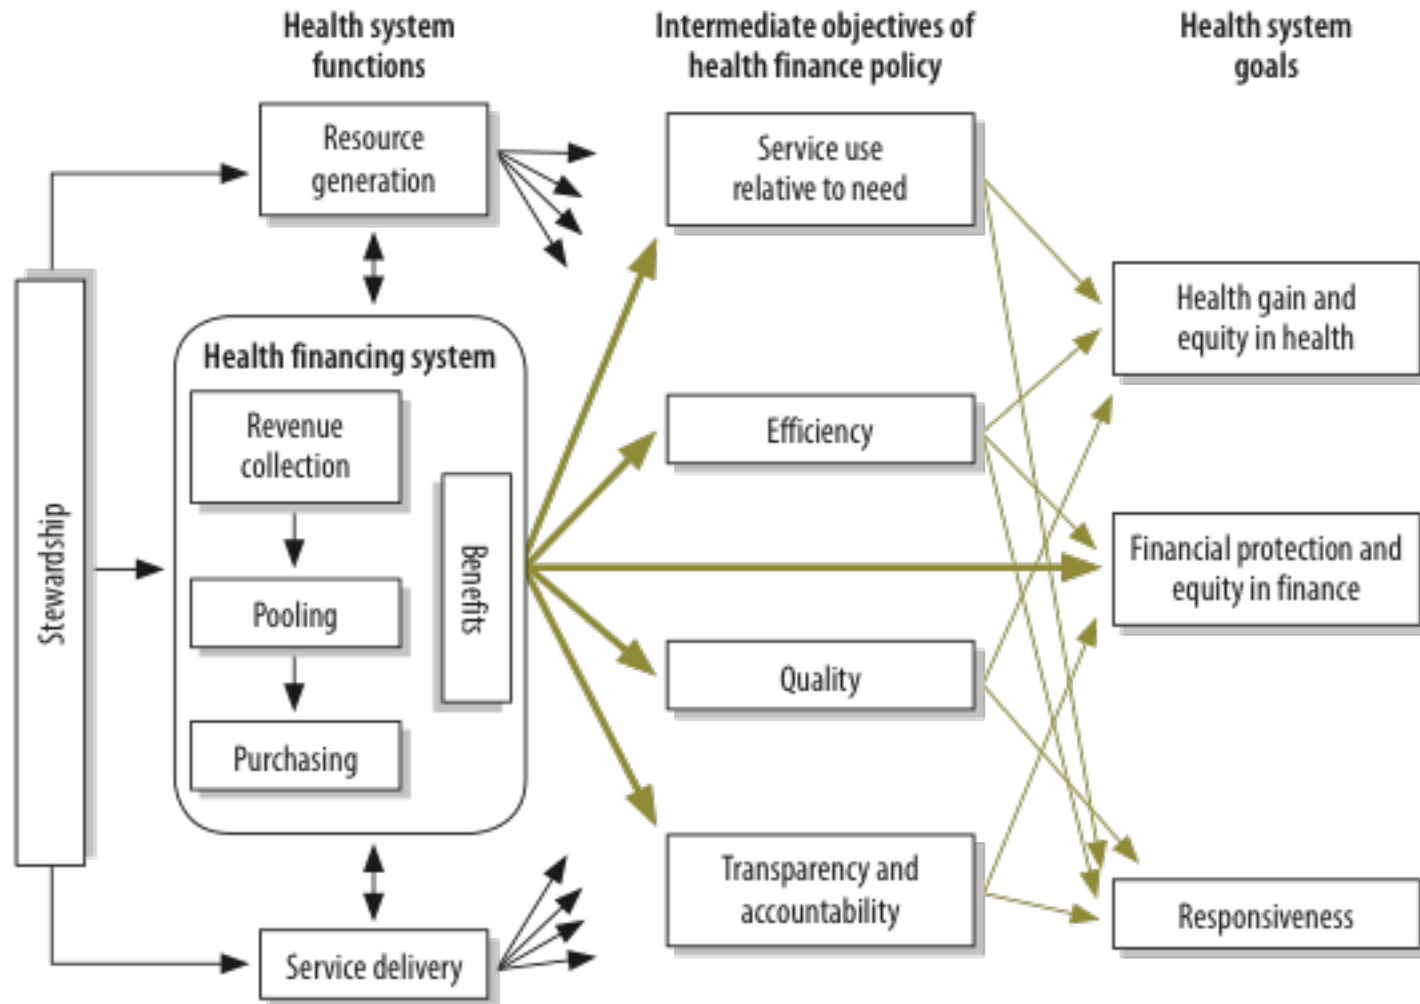 Health system
functions
Intermediate objectives of
health finance policy
Health system
goals
Resource
generation
Service use
relative to need
Health gain and
equity in health
Health financing system
Revenue
collection
Efficiency
Stewardship
Benefits
Financial protection and
equity in finance
Pooling
Quality
Purchasing
Transparency and
accountability
Responsiveness
Service delivery